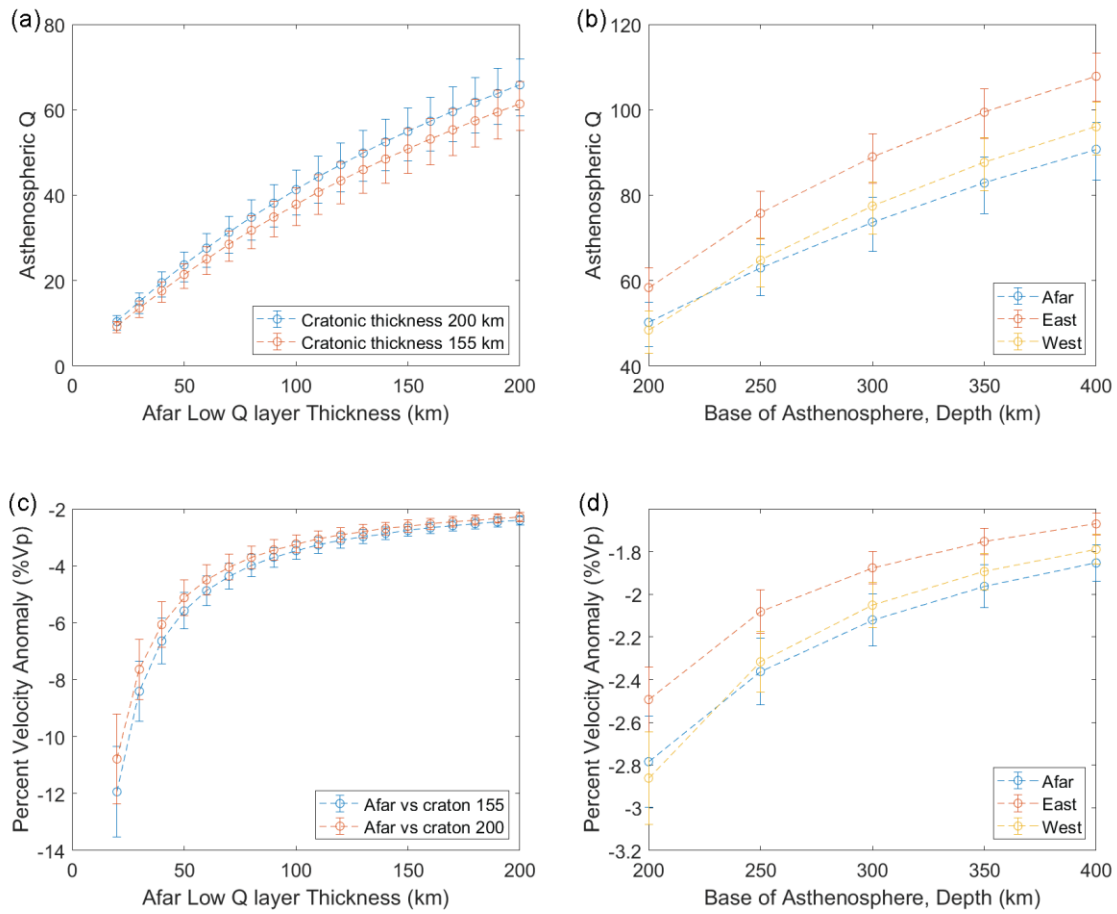 (a)
80
60
40
20
0
Asthenospheric Q
0 50 100 150 200
Afar Low Q layer Thickness (km)
Cratonic thickness 200 km
Cratonic thickness 155 km
(b)
120
100
80
60
40
Asthenospheric Q
200 250 300 350 400
Base of Asthenosphere, Depth (km)
Afar
East
West
(c)
-2
-4
-6
-8
-10
-12
-14
Percent Velocity Anomaly (%Vp)
0 50 100 150 200
Afar Low Q layer Thickness (km)
Afar vs craton 155
Afar vs craton 200
(d)
-1.8
-2
-2.2
-2.4
-2.6
-2.8
-3
-3.2
Percent Velocity Anomaly (%Vp)
200 250 300 350 400
Base of Asthenosphere, Depth (km)
Afar
East
West